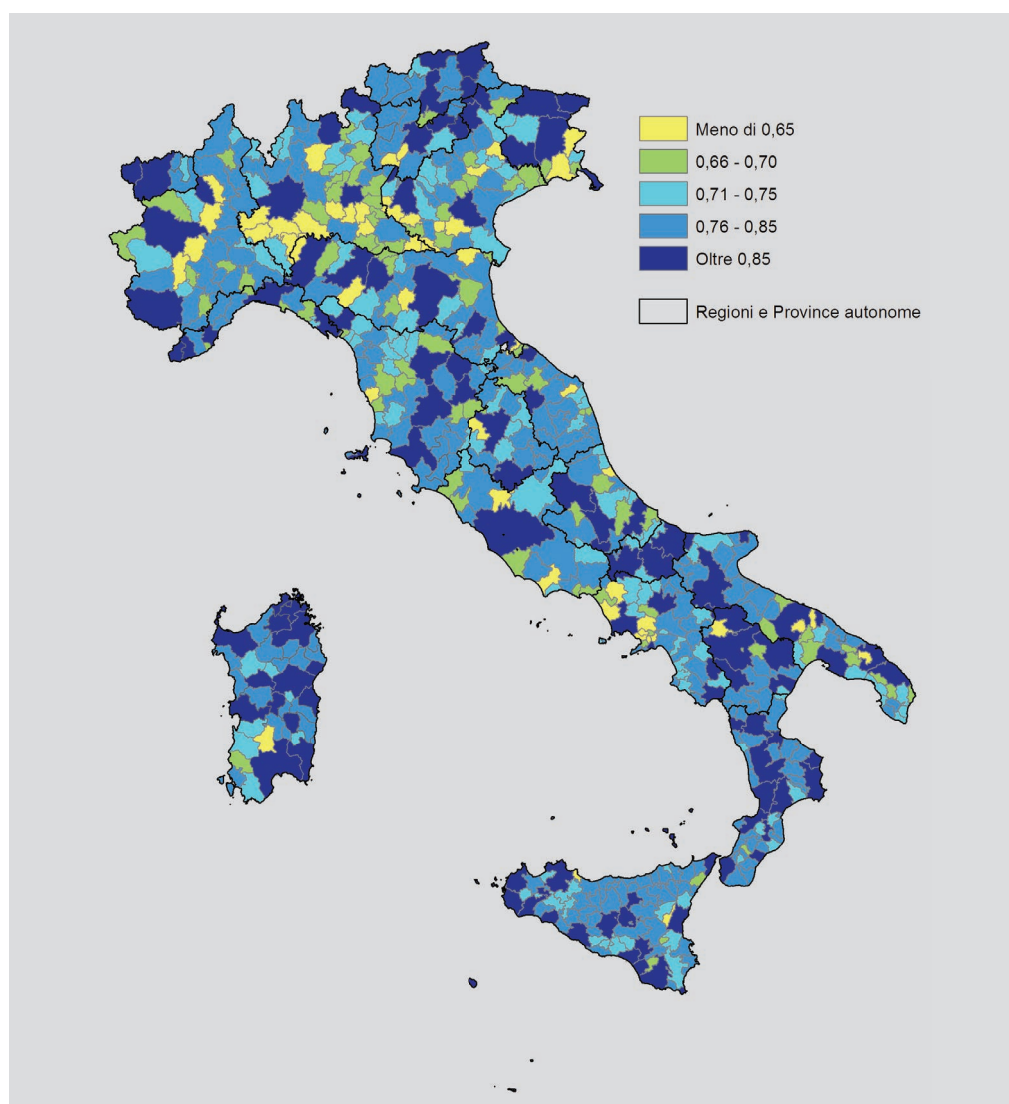 Meno di 0,65
0,66 - 0,70
0,71 - 0,75
0,76 - 0,85
Oltre 0,85
Regioni e Province autonome